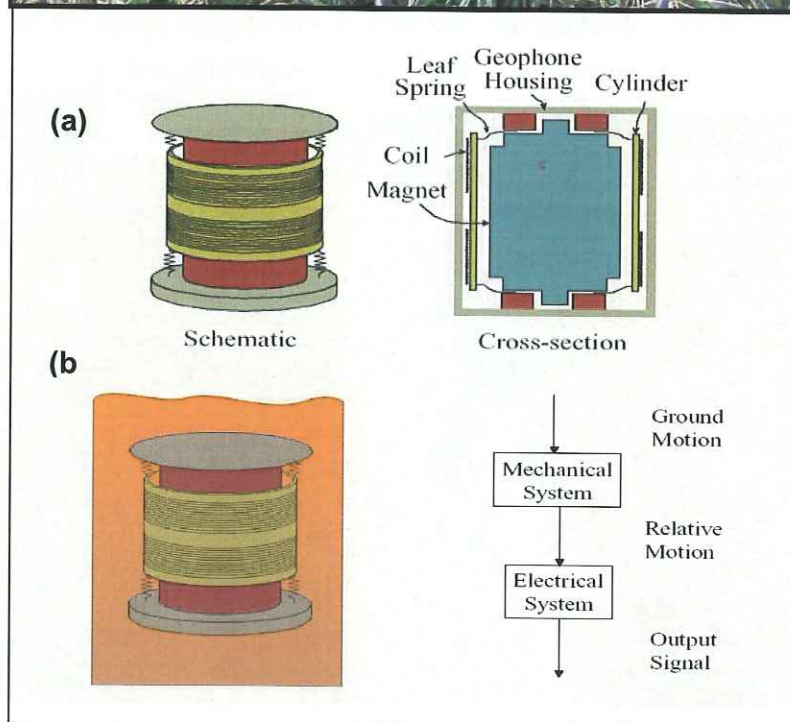 (a)
Leaf
Spring
Geophone
Housing
Cylinder
Coil
Magnet
Schematic
Cross-section
(b
Ground
Motion
Mechanical
System
Relative
Motion
Electrical
System
Output
Signal